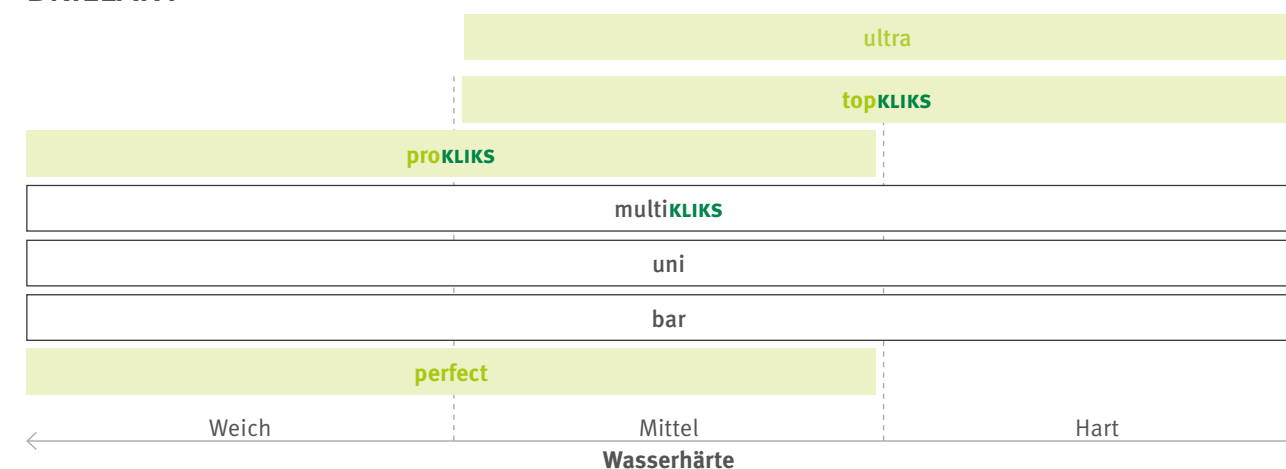 ultra
topKLIKS
proKLIKS
multiKLIKS
uni
bar
perfect
Weich Mittel Hart
Wasserhärte